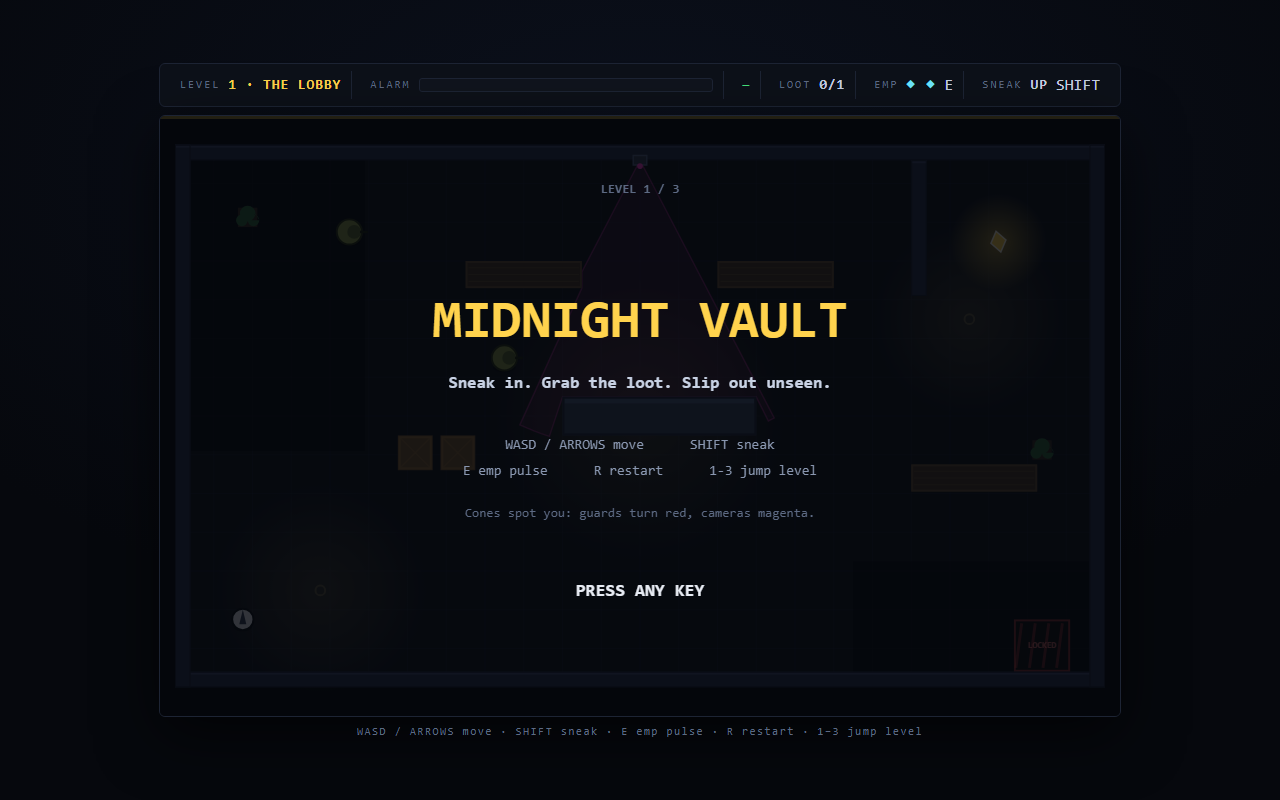 LEVEL 1 · THE LOBBY ALARM — LOOT 0/1 EMP ◆ ◆ E SNEAK UP SHIFT
LEVEL 1 / 3
MIDNIGHT VAULT
Sneak in. Grab the loot. Slip out unseen.
WASD / ARROWS move SHIFT sneak
E emp pulse R restart 1-3 jump level
Cones spot you: guards turn red, cameras magenta.
PRESS ANY KEY
LOCKED
WASD / ARROWS move · SHIFT sneak · E emp pulse · R restart · 1-3 jump level